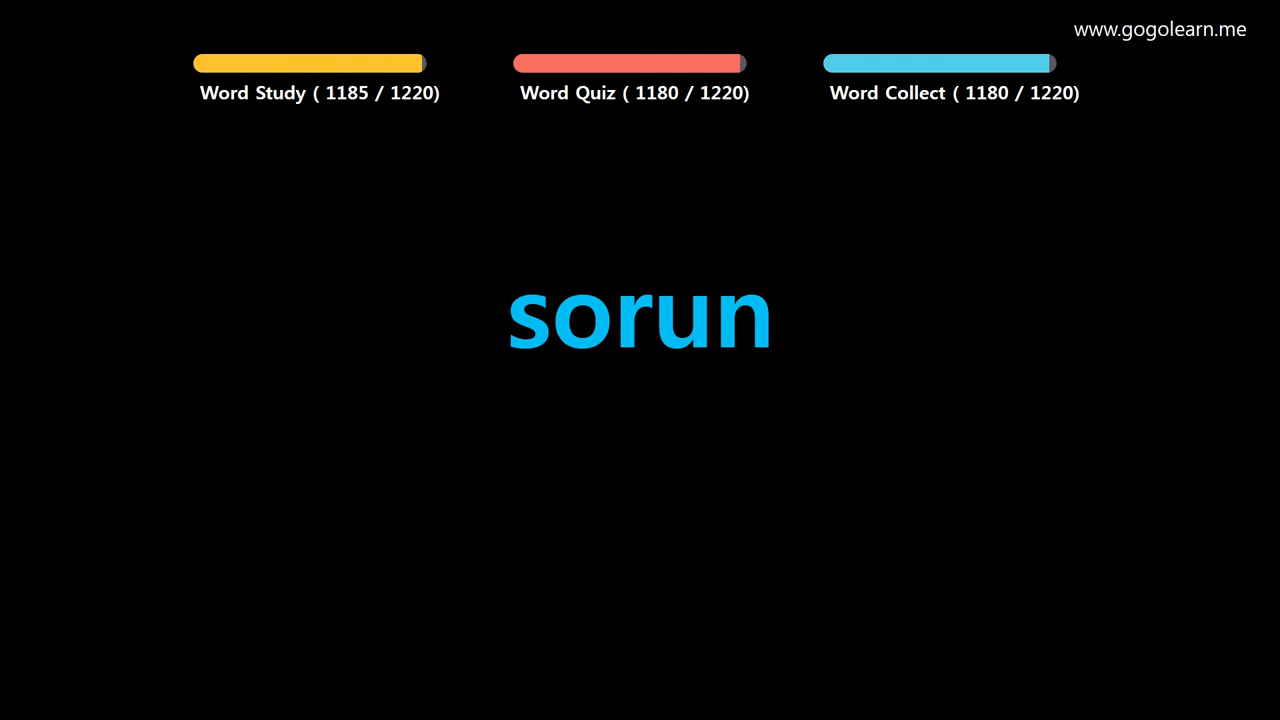 www.gogolearn.me
Word Study ( 1185 / 1220)
Word Quiz ( 1180 / 1220)
Word Collect ( 1180 / 1220)
sorun